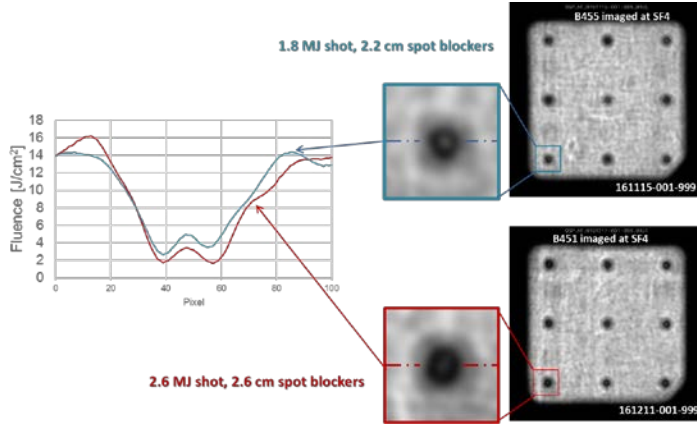 B455 imaged at SF4
1.8 MJ shot, 2.2 cm spot blockers
161115-001-999
Fluence [J/cm²]
18
16
14
12
10
8
6
4
2
0
0 20 40 60 80 100
Pixel
B451 imaged at SF4
2.6 MJ shot, 2.6 cm spot blockers
161211-001-999